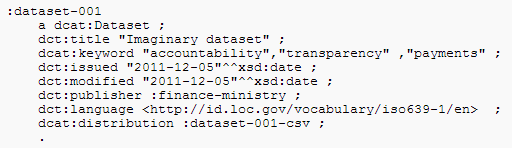 :dataset-001
    a dcat:Dataset ;
    dct:title "Imaginary dataset" ;
    dcat:keyword "accountability","transparency" ,"payments" ;
    dct:issued "2011-12-05"^^xsd:date ;
    dct:modified "2011-12-05"^^xsd:date ;
    dct:publisher :finance-ministry ;
    dct:language <http://id.loc.gov/vocabulary/iso639-1/en>  ;
    dcat:distribution :dataset-001-csv ;
    .